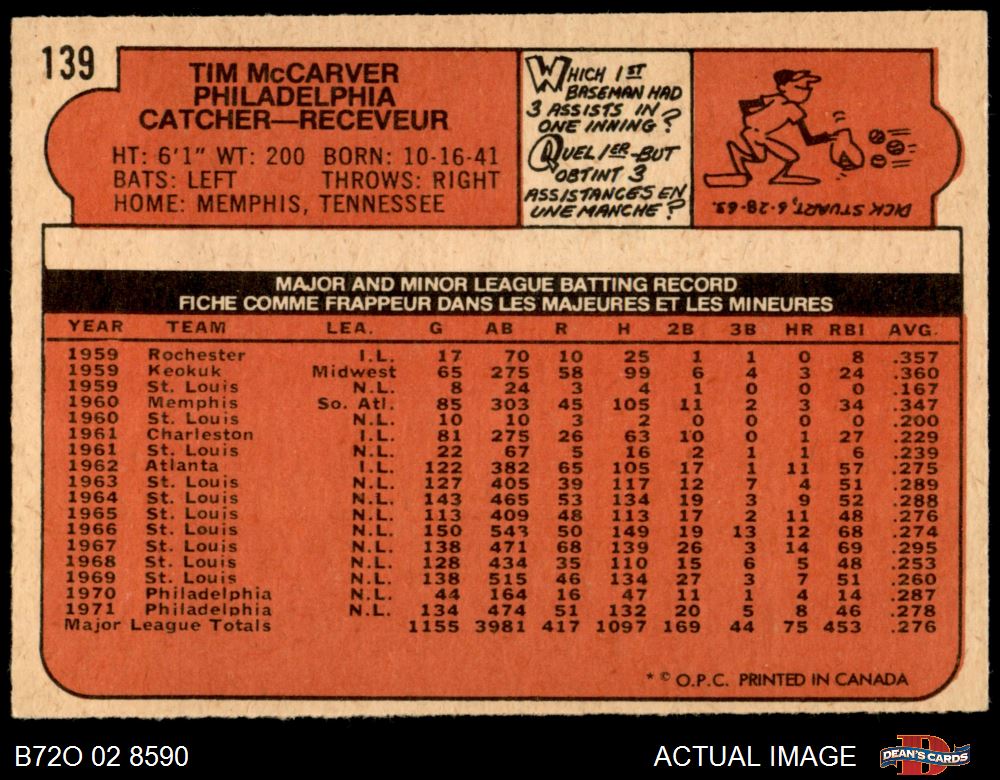 139
TIM McCARVER
PHILADELPHIA
CATCHER—RECEVEUR
HT: 6'1" WT: 200 BORN: 10-16-41
BATS: LEFT THROWS: RIGHT
HOME: MEMPHIS, TENNESSEE
WHICH 1ST
BASEMAN HAD
3 ASSISTS IN
ONE INNING?
QUEL 1ER-BUT
OBTINT 3
ASSISTANCES EN
UNE MANCHE?
DICK STUART, 6-28-63.
MAJOR AND MINOR LEAGUE BATTING RECORD
FICHE COMME FRAPPEUR DANS LES MAJEURES ET LES MINEURES
YEAR TEAM LEA. G AB R H 2B 3B HR RBI AVG.
1959 Rochester I.L. 17 70 10 25 1 1 0 8 .357
1959 Keokuk Midwest 65 275 58 99 6 4 3 24 .360
1959 St. Louis N.L. 8 24 3 4 1 0 0 0 .167
1960 Memphis So. Atl. 85 303 45 105 11 2 3 34 .347
1960 St. Louis N.L. 10 10 3 2 0 0 0 0 .200
1961 Charleston I.L. 81 275 26 63 10 0 1 27 .229
1961 St. Louis N.L. 22 67 5 16 2 1 1 6 .239
1962 Atlanta I.L. 122 382 65 105 17 1 11 57 .275
1963 St. Louis N.L. 127 405 39 117 12 7 4 51 .289
1964 St. Louis N.L. 143 465 53 134 19 3 9 52 .288
1965 St. Louis N.L. 113 409 48 113 17 2 11 48 .276
1966 St. Louis N.L. 150 543 50 149 19 13 12 68 .274
1967 St. Louis N.L. 138 471 68 139 26 3 14 69 .295
1968 St. Louis N.L. 128 434 35 110 15 6 5 48 .253
1969 St. Louis N.L. 138 515 46 134 27 3 7 51 .260
1970 Philadelphia N.L. 44 164 16 47 11 1 4 14 .287
1971 Philadelphia N.L. 134 474 51 132 20 5 8 46 .278
Major League Totals 1155 3981 417 1097 169 44 75 453 .276
* © O.P.C. PRINTED IN CANADA
B72O 02 8590
ACTUAL IMAGE
DEAN'S CARDS